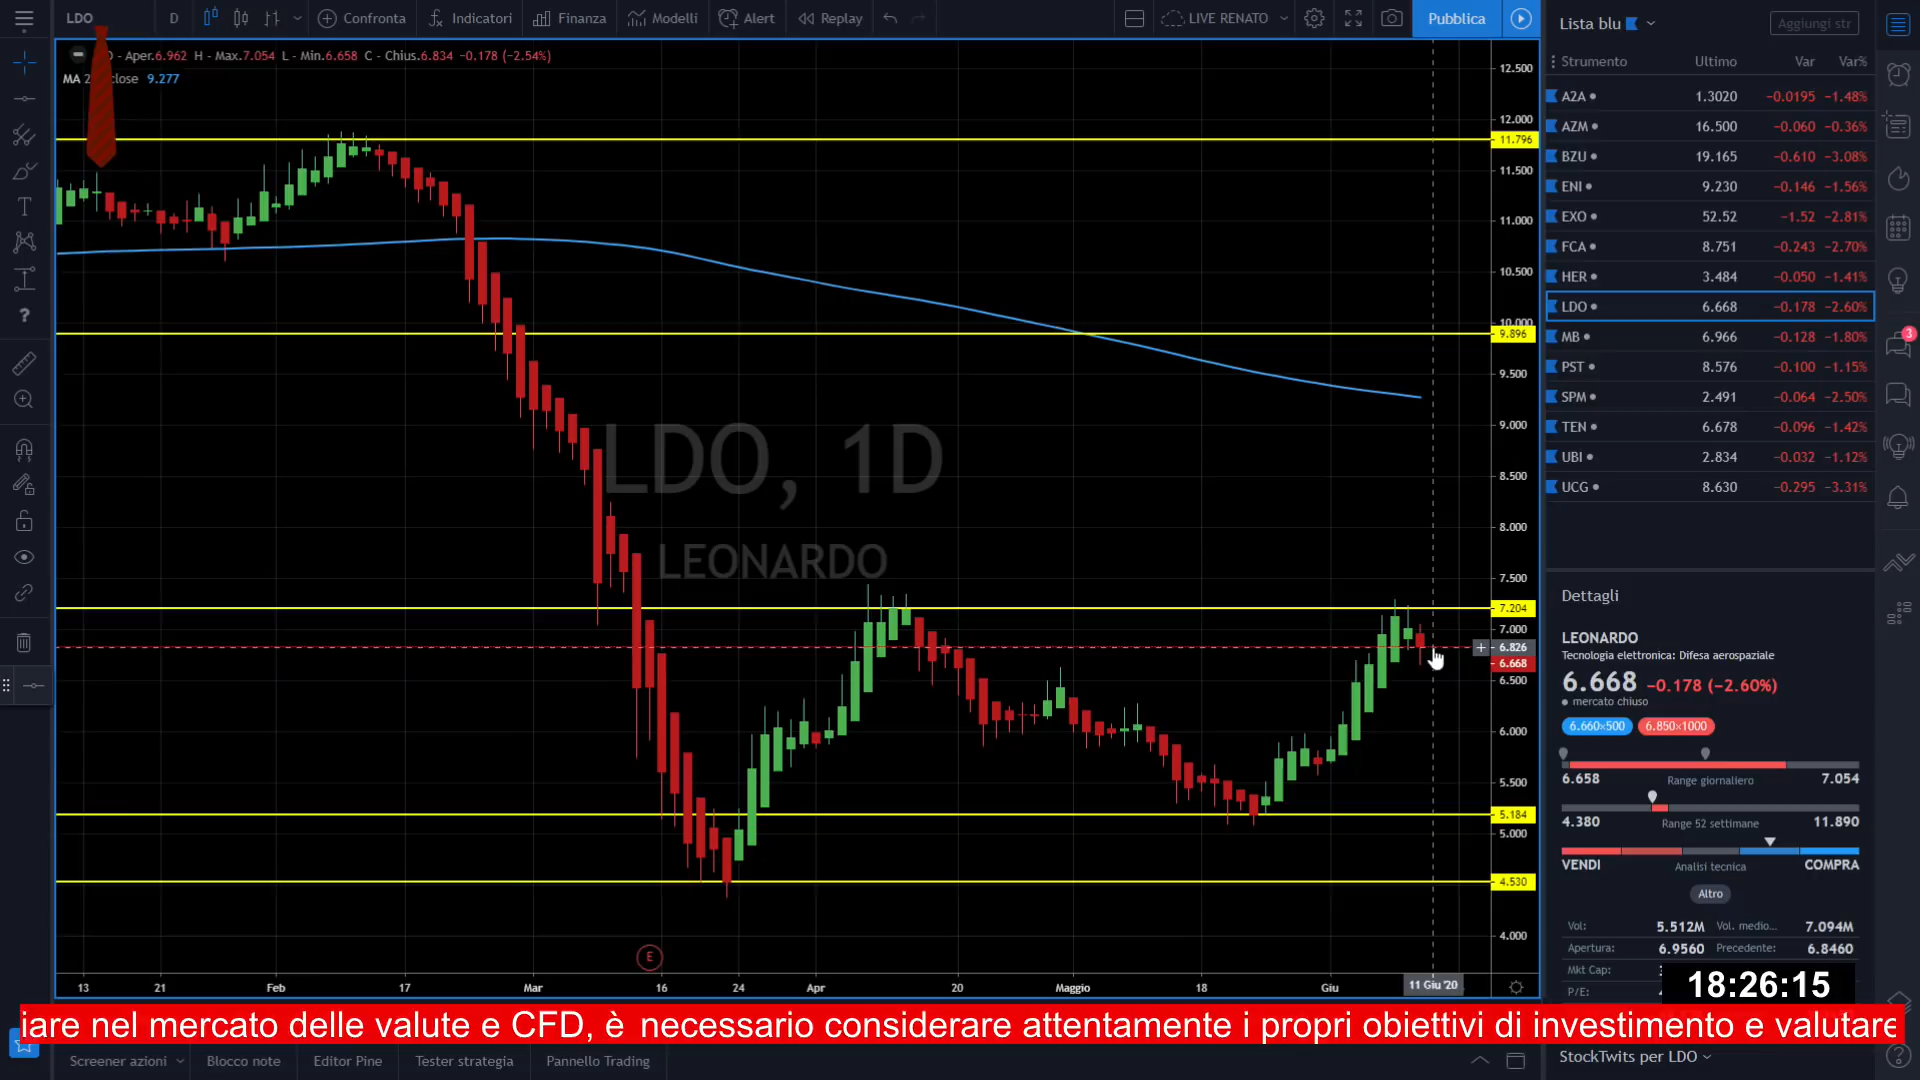 LDO D Confronta Indicatori Finanza Modelli Alert Replay LIVE RENATO Pubblica
Lista blu Aggiungi str
- Aper.6.962 H - Max.7.054 L - Min.6.658 C - Chius.6.834 -0.178 (-2.54%)
MA close 9.277
Strumento Ultimo Var Var%
A2A 1.3020 -0.0195 -1.48%
AZM 16.500 -0.060 -0.36%
BZU 19.165 -0.610 -3.08%
ENI 9.230 -0.146 -1.56%
EXO 52.52 -1.52 -2.81%
FCA 8.751 -0.243 -2.70%
HER 3.484 -0.050 -1.41%
LDO 6.668 -0.178 -2.60%
MB 6.966 -0.128 -1.80%
PST 8.576 -0.100 -1.15%
SPM 2.491 -0.064 -2.50%
TEN 6.678 -0.096 -1.42%
UBI 2.834 -0.032 -1.12%
UCG 8.630 -0.295 -3.31%
3
12.500
12.000
11.796
11.500
11.000
10.500
10.000
9.896
9.500
9.000
8.500
8.000
7.500
7.204
7.000
6.826
6.668
6.500
6.000
5.500
5.184
5.000
4.530
4.000
LDO, 1D
LEONARDO
E
13 21 Feb 17 Mar 16 24 Apr 20 Maggio 18 Giu 11 Giu '20
Dettagli
LEONARDO
Tecnologia elettronica: Difesa aerospaziale
6.668 -0.178 (-2.60%)
mercato chiuso
6.660×500 6.850×1000
6.658 Range giornaliero 7.054
4.380 Range 52 settimane 11.890
VENDI Analisi tecnica COMPRA
Altro
Vol: 5.512M Vol. medio... 7.094M
Apertura: 6.9560 Precedente: 6.8460
Mkt Cap:
P/E:
18:26:15
iare nel mercato delle valute e CFD, è necessario considerare attentamente i propri obiettivi di investimento e valutare
Screener azioni Blocco note Editor Pine Tester strategia Pannello Trading
StockTwits per LDO